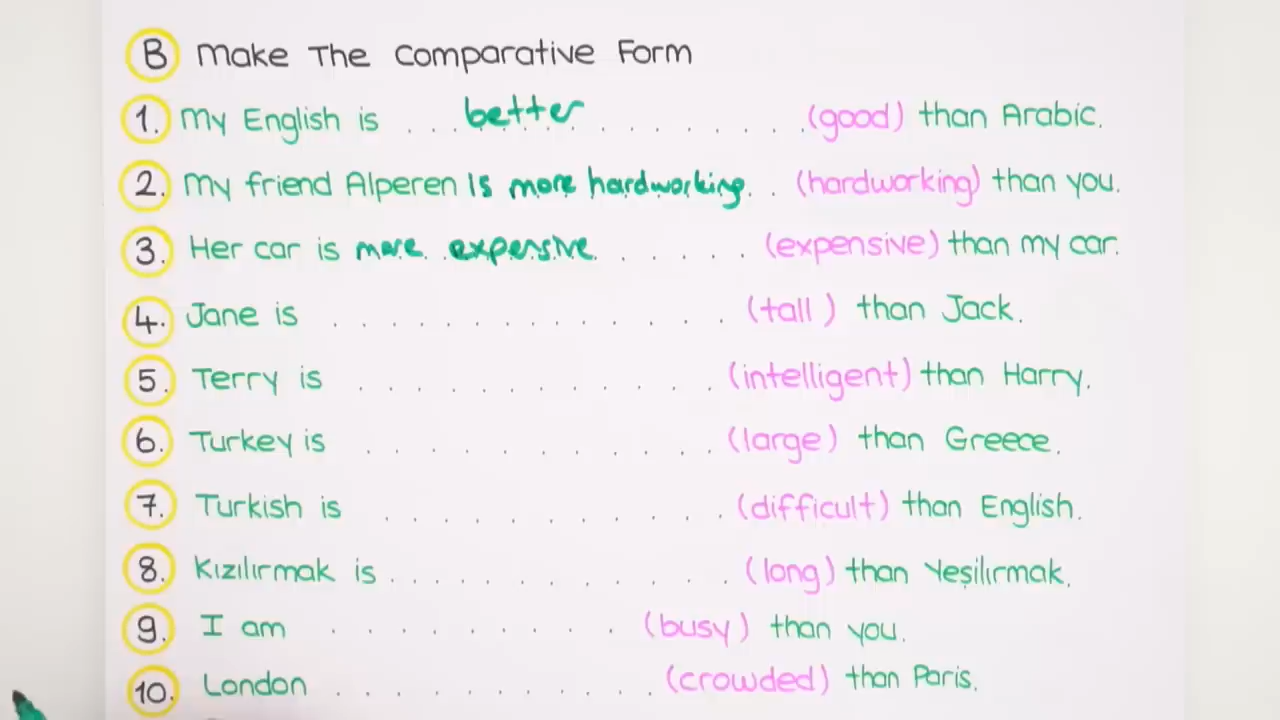 B Make The Comparative Form
1. My English is ... better ........ (good) than Arabic.
2. My friend Alperen is more hardworking. . . (hardworking) than you.
3. Her car is more expensive . . . . . . (expensive) than my car.
4. Jane is . . . . . . . . . . . . . . (tall) than Jack.
5. Terry is . . . . . . . . . . . . . (intelligent) than Harry.
6. Turkey is . . . . . . . . . . . . . (large) than Greece.
7. Turkish is . . . . . . . . . . . . (difficult) than English.
8. Kızılırmak is . . . . . . . . . . . . (long) than Yeşilırmak.
9. I am . . . . . . . . . . (busy) than you.
10. London . . . . . . . . . . . . (crowded) than Paris.